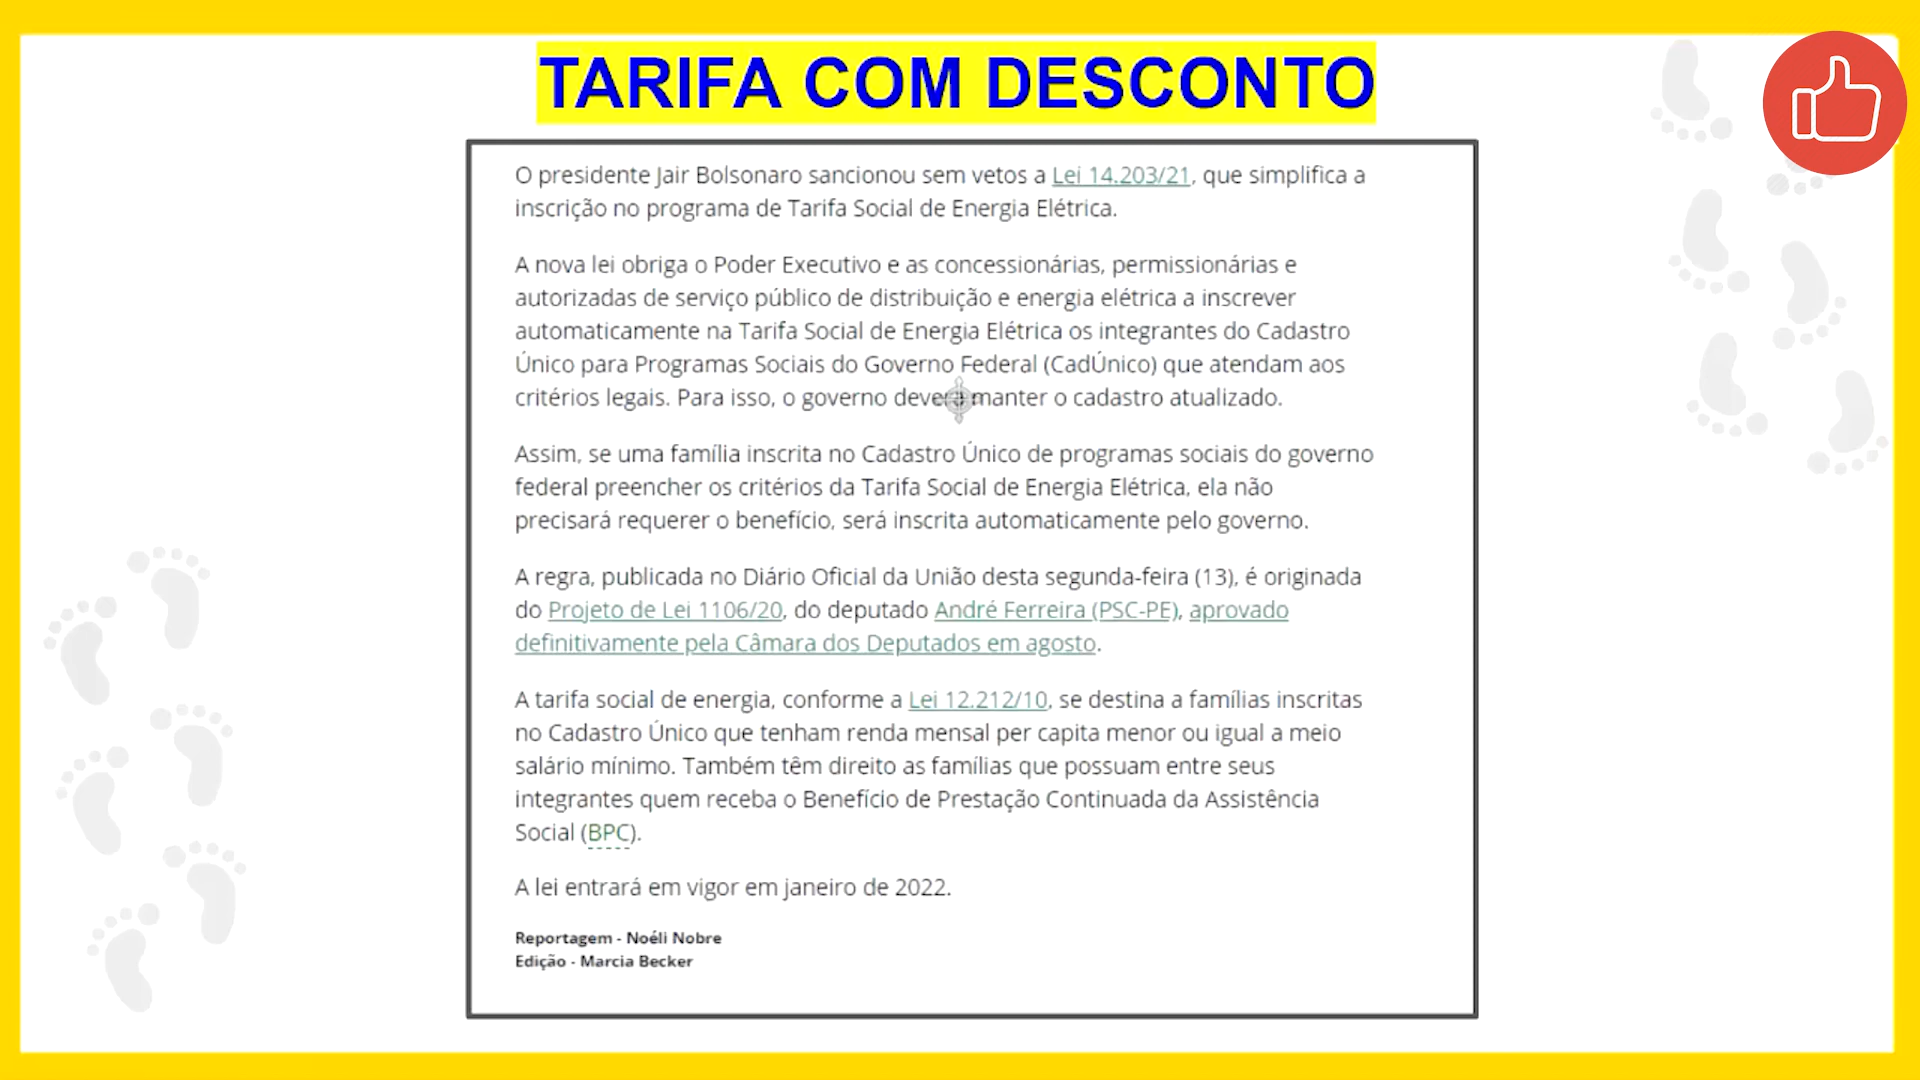 TARIFA COM DESCONTO
O presidente Jair Bolsonaro sancionou sem vetos a Lei 14.203/21, que simplifica a
inscrição no programa de Tarifa Social de Energia Elétrica.
A nova lei obriga o Poder Executivo e as concessionárias, permissionárias e
autorizadas de serviço público de distribuição e energia elétrica a inscrever
automaticamente na Tarifa Social de Energia Elétrica os integrantes do Cadastro
Único para Programas Sociais do Governo Federal (CadÚnico) que atendam aos
critérios legais. Para isso, o governo deverá manter o cadastro atualizado.
Assim, se uma família inscrita no Cadastro Único de programas sociais do governo
federal preencher os critérios da Tarifa Social de Energia Elétrica, ela não
precisará requerer o benefício, será inscrita automaticamente pelo governo.
A regra, publicada no Diário Oficial da União desta segunda-feira (13), é originada
do Projeto de Lei 1106/20, do deputado André Ferreira (PSC-PE), aprovado
definitivamente pela Câmara dos Deputados em agosto.
A tarifa social de energia, conforme a Lei 12.212/10, se destina a famílias inscritas
no Cadastro Único que tenham renda mensal per capita menor ou igual a meio
salário mínimo. Também têm direito as famílias que possuam entre seus
integrantes quem receba o Benefício de Prestação Continuada da Assistência
Social (BPC).
A lei entrará em vigor em janeiro de 2022.
Reportagem - Noéli Nobre
Edição - Marcia Becker